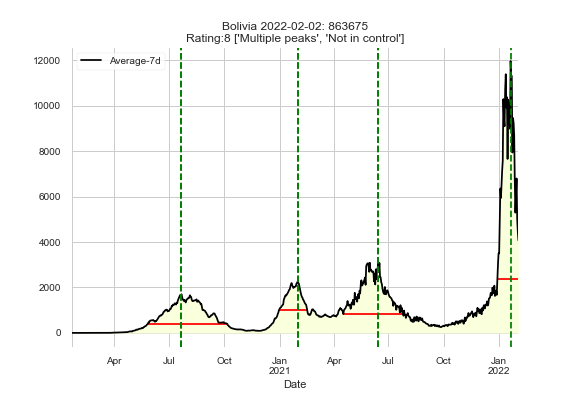 Bolivia 2022-02-02: 863675
Rating:8 ['Multiple peaks', 'Not in control']
Average-7d
12000
10000
8000
6000
4000
2000
0
Apr Jul Oct Jan Apr Jul Oct Jan
2021 2022
Date